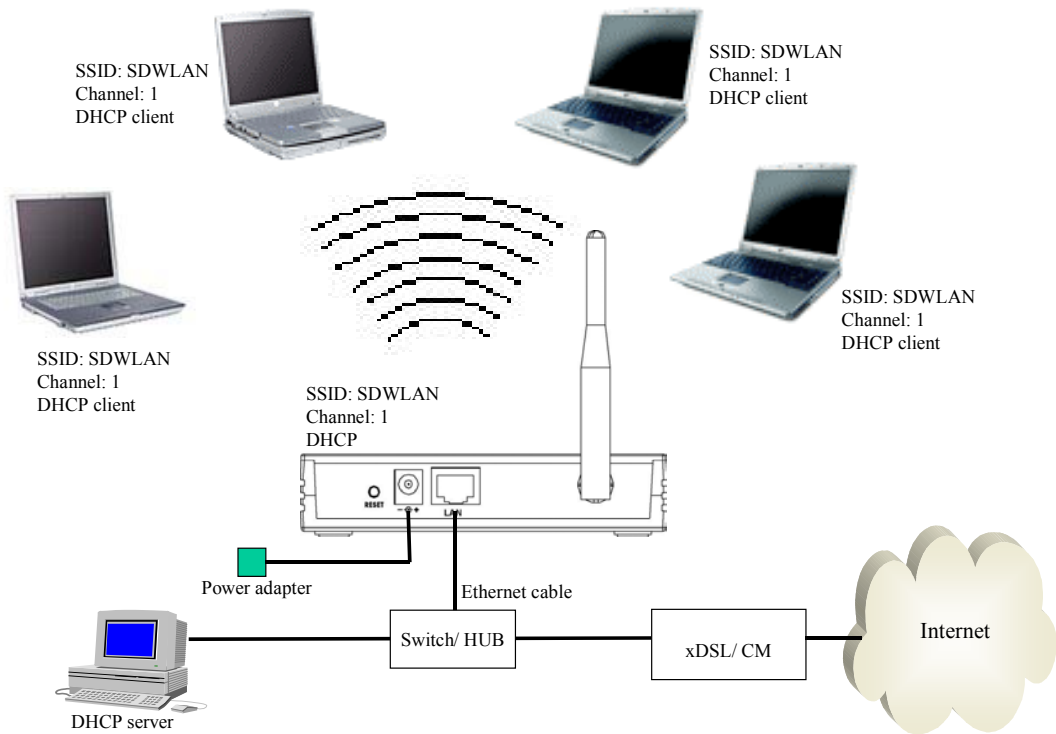 SSID: SDWLAN
Channel: 1
DHCP client
SSID: SDWLAN
Channel: 1
DHCP client
SSID: SDWLAN
Channel: 1
DHCP client
SSID: SDWLAN
Channel: 1
DHCP client
SSID: SDWLAN
Channel: 1
DHCP
RESET
- +
LAN
Power adapter
Ethernet cable
Switch/ HUB
xDSL/ CM
Internet
DHCP server